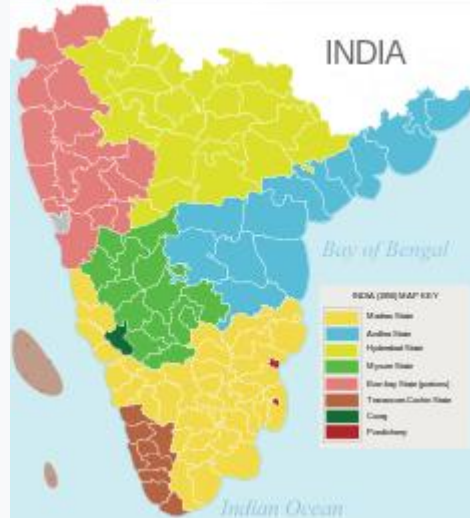 INDIA
Bay of Bengal
INDIA (1956) MAP KEY
Madras State
Andhra State
Hyderabad State
Mysore State
Bombay State (portions)
Travancore-Cochin State
Coorg
Pondicherry
Indian Ocean